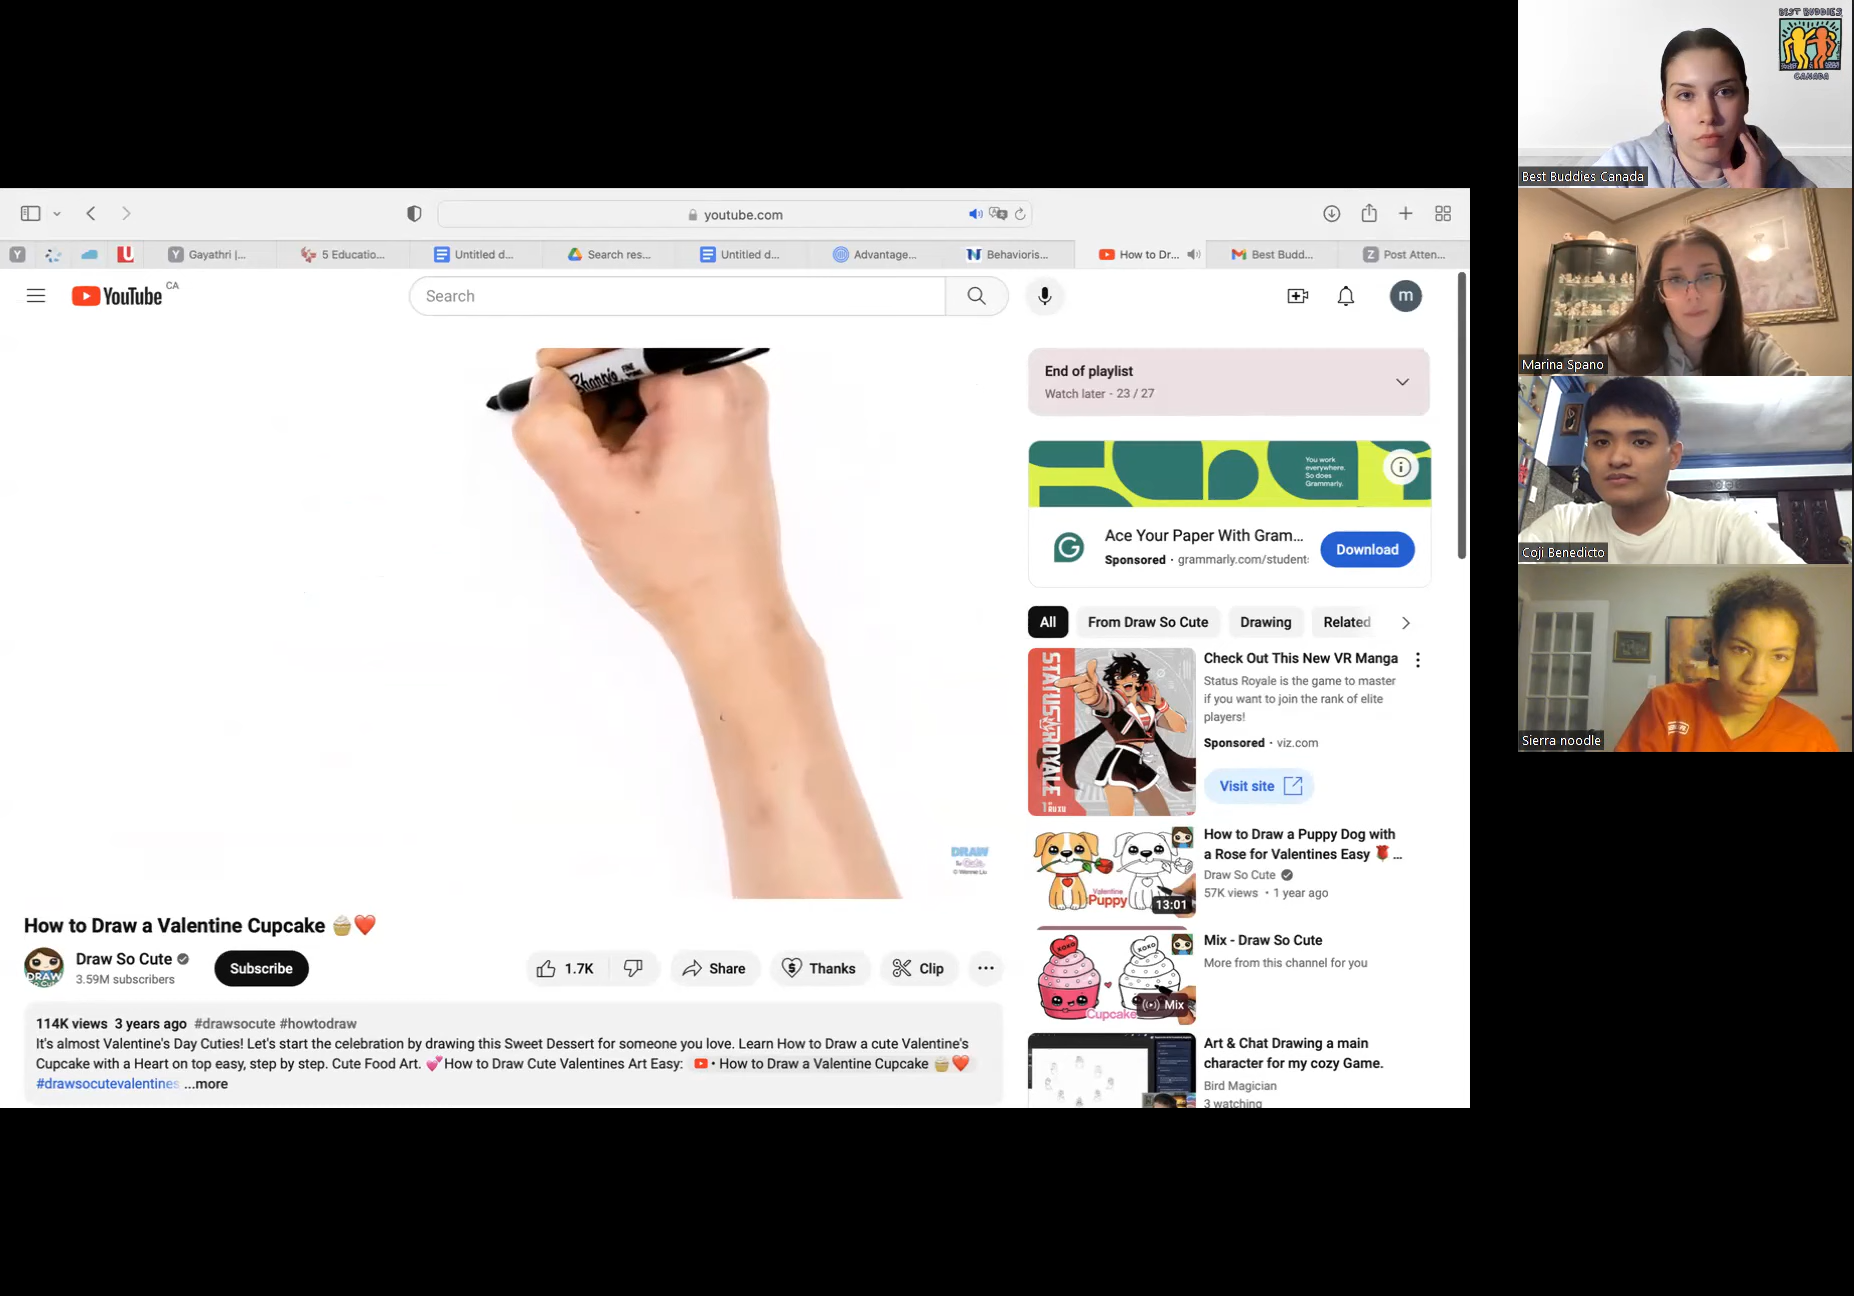 youtube.com
Gayathri |...
5 Educatio...
Untitled d...
Search res...
Untitled d...
Advantage...
Behavioris...
How to Dr...
Best Budd...
Post Atten...
YouTube CA
Search
m
Sharpie FINE
DRAW
So Cute
© Wennie Liu
End of playlist
Watch later - 23 / 27
You work
everywhere.
So does
Grammarly.
Ace Your Paper With Gram...
Sponsored · grammarly.com/students
Download
All
From Draw So Cute
Drawing
Related
STATUS ROYALE
1
Check Out This New VR Manga
Status Royale is the game to master
if you want to join the rank of elite
players!
Sponsored · viz.com
Visit site
Valentine
Puppy
13:01
How to Draw a Puppy Dog with
a Rose for Valentines Easy 🌹...
Draw So Cute
57K views • 1 year ago
XOXO
XOXO
Cupcake
Mix
Mix - Draw So Cute
More from this channel for you
Art & Chat Drawing a main
character for my cozy Game.
Bird Magician
3 watching
How to Draw a Valentine Cupcake 🧁❤️
DRAW
So Cute
Draw So Cute
3.59M subscribers
Subscribe
1.7K
Share
Thanks
Clip
...
114K views 3 years ago #drawsocute #howtodraw
It's almost Valentine's Day Cuties! Let's start the celebration by drawing this Sweet Dessert for someone you love. Learn How to Draw a cute Valentine's
Cupcake with a Heart on top easy, step by step. Cute Food Art. 💕How to Draw Cute Valentines Art Easy: • How to Draw a Valentine Cupcake 🧁❤️
#drawsocutevalentines ...more
BEST BUDDIES
CANADA
Best Buddies Canada
Marina Spano
Coji Benedicto
Sierra noodle